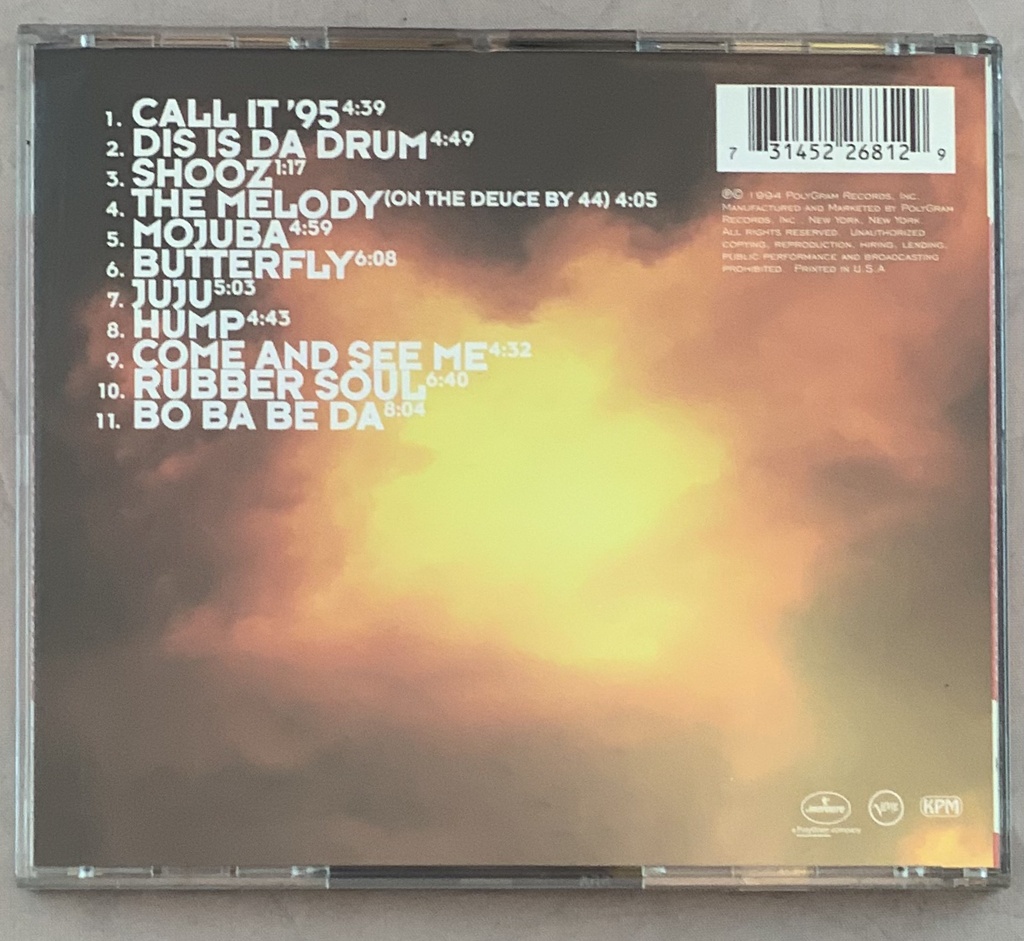 1. CALL IT '95 4:39
2. DIS IS DA DRUM 4:49
3. SHOOZ 1:17
4. THE MELODY (ON THE DEUCE BY 44) 4:05
5. MOJUBA 4:59
6. BUTTERFLY 6:08
7. JUJU 5:03
8. HUMP 4:43
9. COME AND SEE ME 4:32
10. RUBBER SOUL 6:40
11. BO BA BE DA 8:04
7 31452 26812 9
℗© 1994 PolyGram Records, Inc.
Manufactured and Marketed by PolyGram
Records, Inc. New York, New York
All rights reserved. Unauthorized
copying, reproduction, hiring, lending,
public performance and broadcasting
prohibited. Printed in U.S.A
mercury
a PolyGram company
Verve
KPM